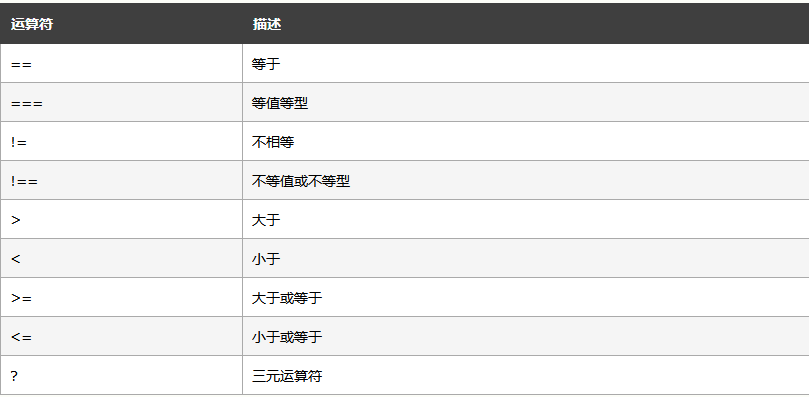 运算符 描述
== 等于
=== 等值等型
!= 不相等
!== 不等值或不等型
> 大于
< 小于
>= 大于或等于
<= 小于或等于
? 三元运算符